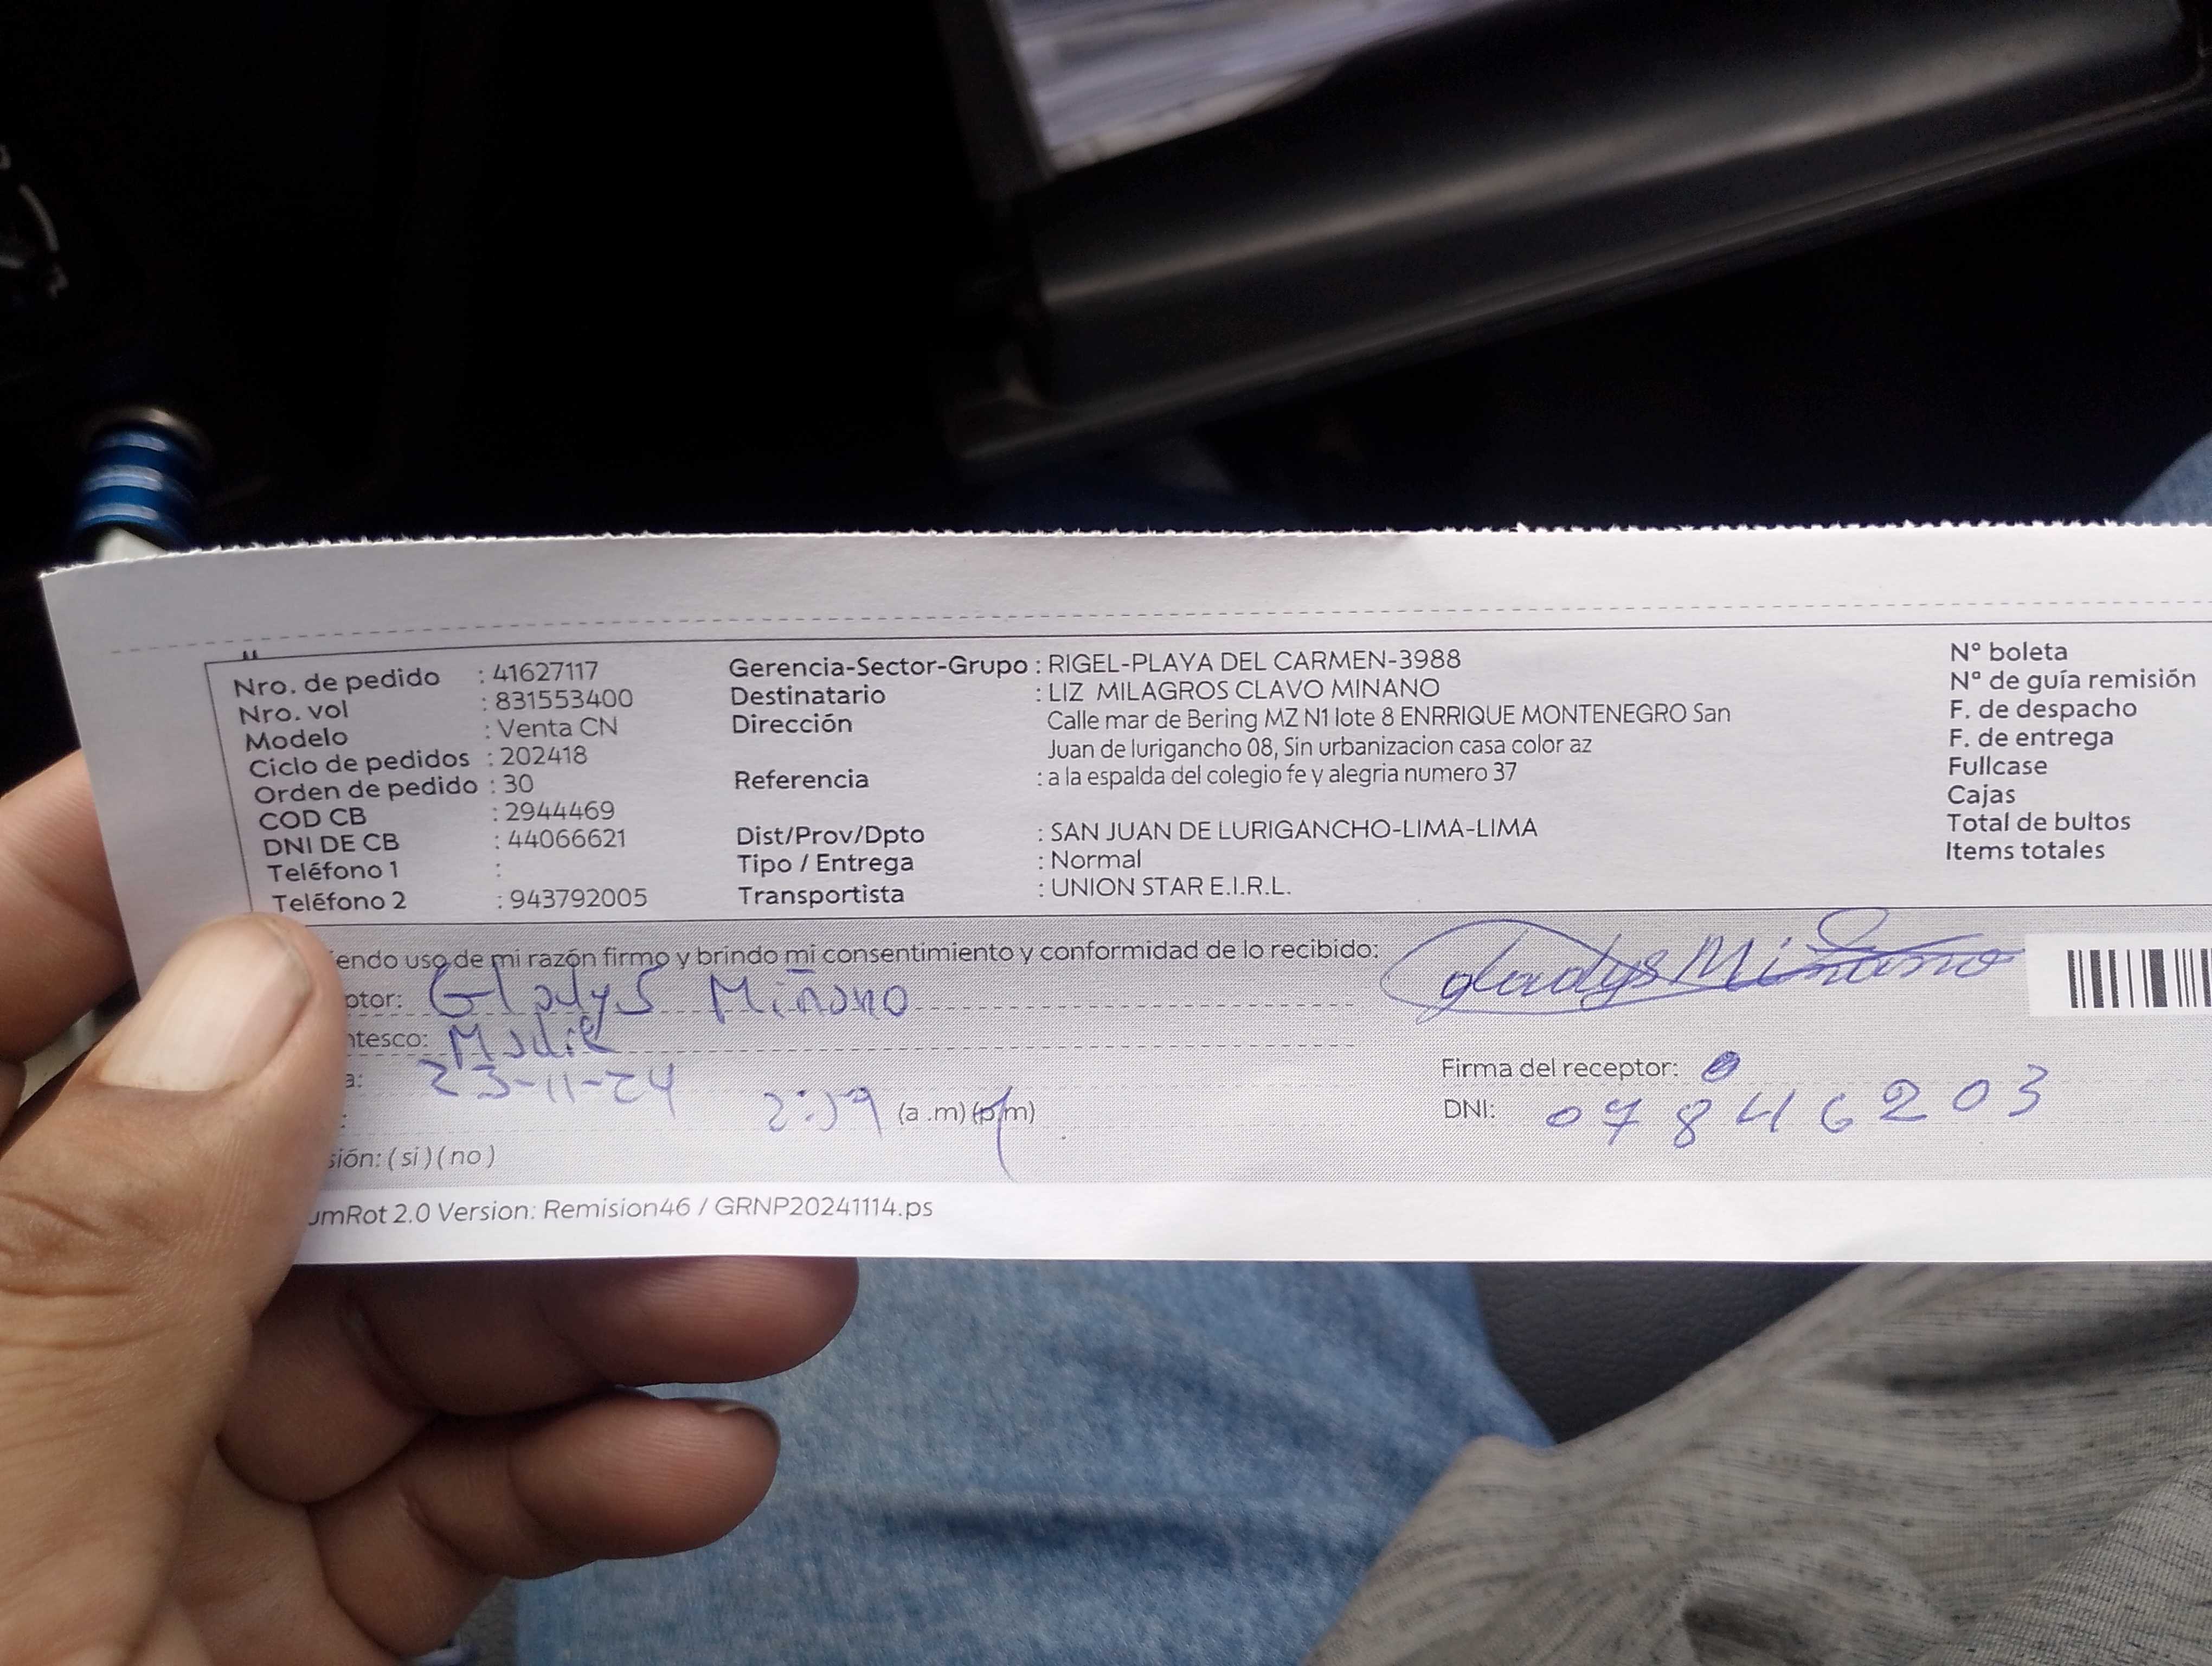 Nro. de pedido : 41627117
Nro. vol : 831553400
Modelo : Venta CN
Ciclo de pedidos : 202418
Orden de pedido : 30
COD CB : 2944469
DNI DE CB : 44066621
Teléfono 1 :
Teléfono 2 : 943792005
Gerencia-Sector-Grupo : RIGEL-PLAYA DEL CARMEN-3988
Destinatario : LIZ MILAGROS CLAVO MINANO
Dirección Calle mar de Bering MZ N1 lote 8 ENRRIQUE MONTENEGRO San
Juan de lurigancho 08, Sin urbanizacion casa color az
Referencia : a la espalda del colegio fe y alegria numero 37
Dist/Prov/Dpto : SAN JUAN DE LURIGANCHO-LIMA-LIMA
Tipo / Entrega : Normal
Transportista : UNION STAR E.I.R.L.
N° boleta
N° de guía remisión
F. de despacho
F. de entrega
Fullcase
Cajas
Total de bultos
Items totales
endo uso de mi razón firmo y brindo mi consentimiento y conformidad de lo recibido: Gladys Miñano
ptor: Gladys Miñano
ntesco: Madre
a: 23-11-24
: 2:19 (a .m) (p.m)
sión: ( si ) ( no )
Firma del receptor:
DNI: 07846203
umRot 2.0 Version: Remision46 / GRNP20241114.ps